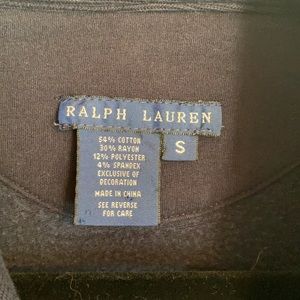 RALPH LAUREN
S
54% COTTON
30% RAYON
12% POLYESTER
4% SPANDEX
EXCLUSIVE OF
DECORATION
MADE IN CHINA
SEE REVERSE
FOR CARE